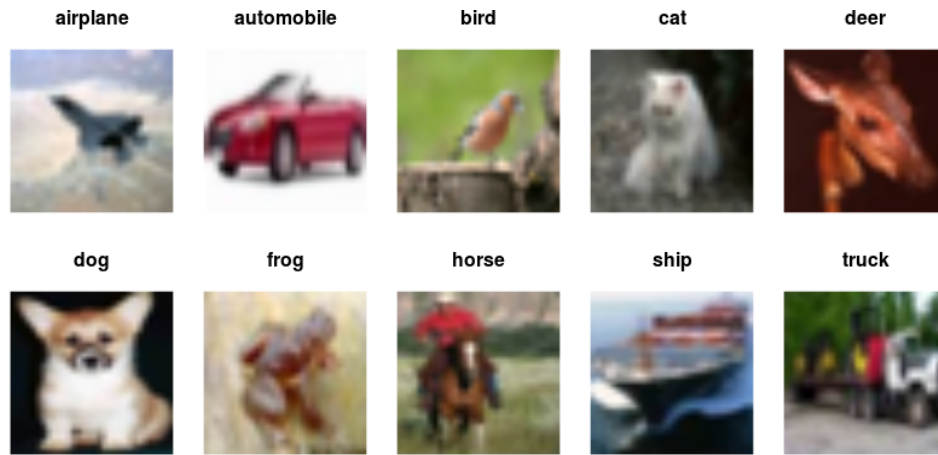 airplane automobile bird cat deer
dog frog horse ship truck